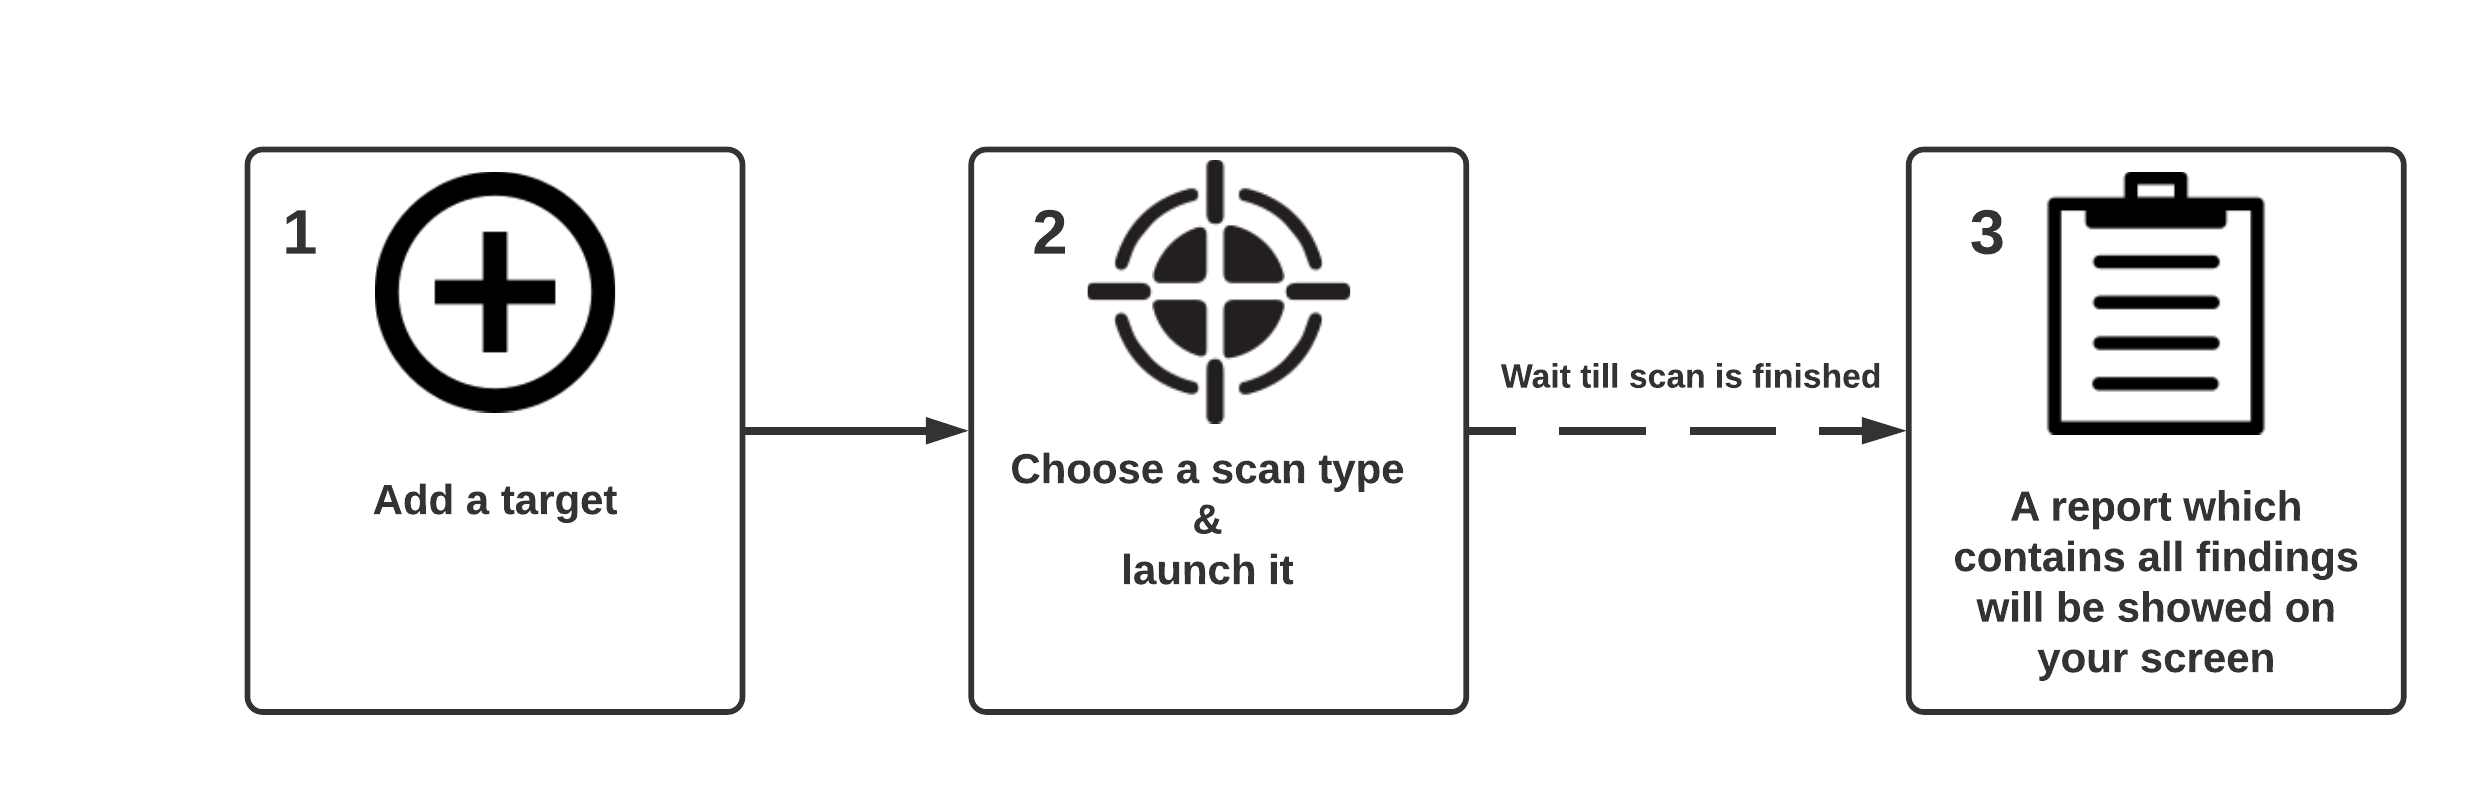 1
Add a target
2
Choose a scan type
&
launch it
Wait till scan is finished
3
A report which
contains all findings
will be showed on
your screen